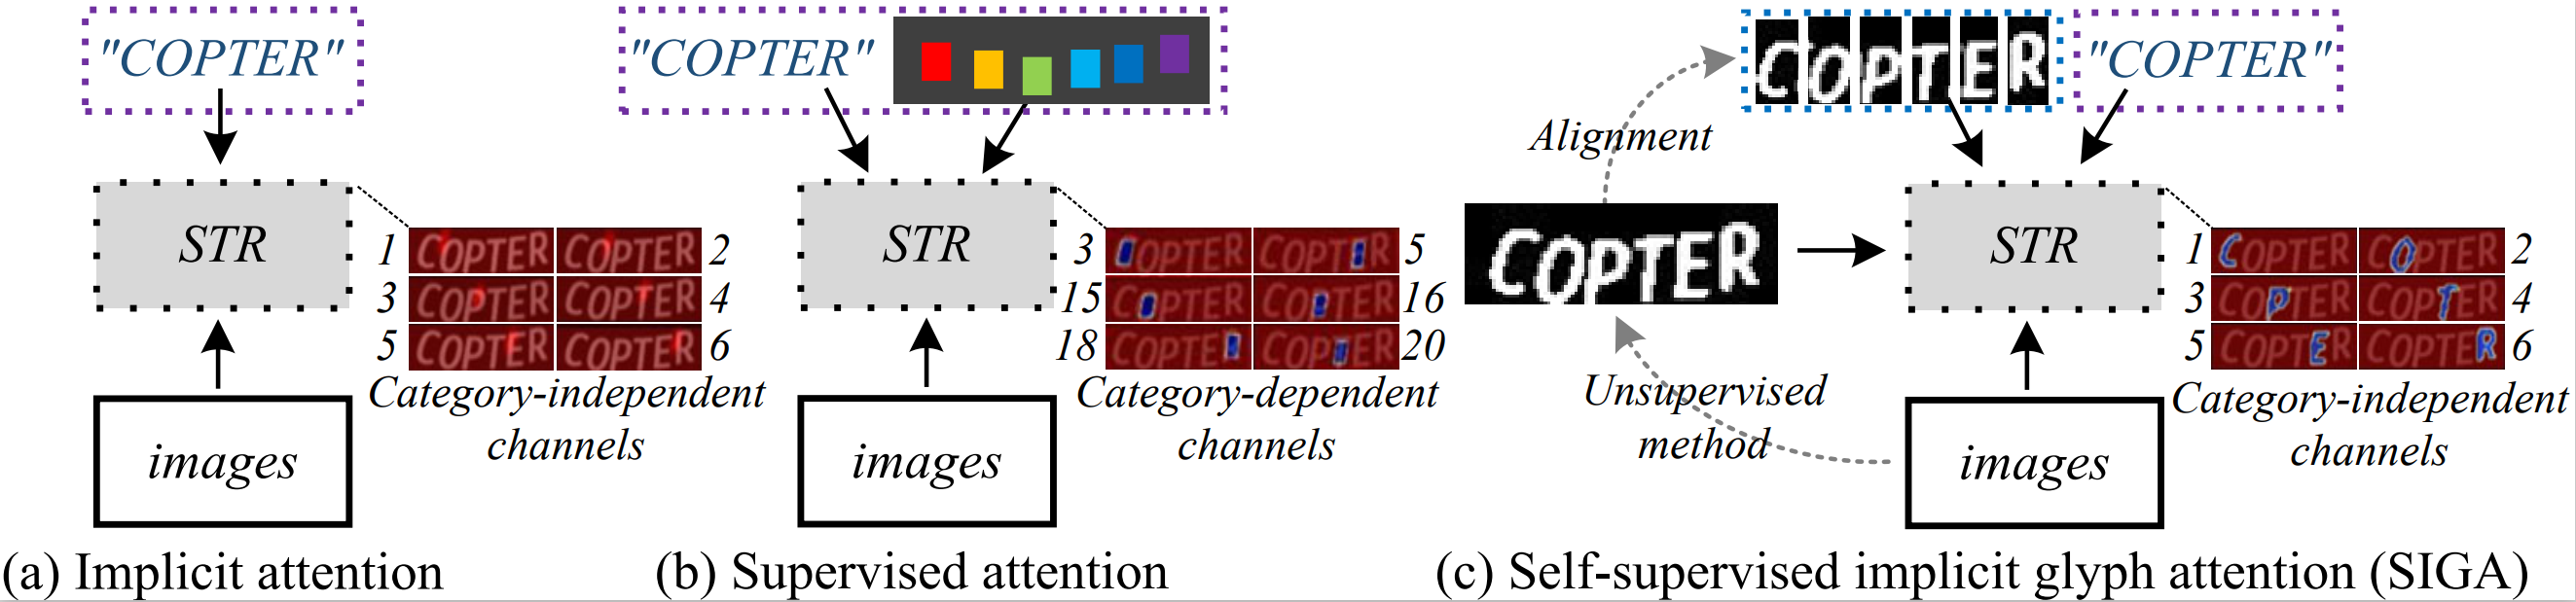 "COPTER"
STR
images
1 COPTER COPTER 2
3 COPTER COPTER 4
5 COPTER COPTER 6
Category-independent
channels
(a) Implicit attention
"COPTER"
STR
images
3 COPTER COPTER 5
15 COPTER COPTER 16
18 COPTER COPTER 20
Category-dependent
channels
(b) Supervised attention
COPTER
"COPTER"
Alignment
COPTER
Unsupervised
method
STR
images
1 COPTER COPTER 2
3 COPTER COPTER 4
5 COPTER COPTER 6
Category-independent
channels
(c) Self-supervised implicit glyph attention (SIGA)